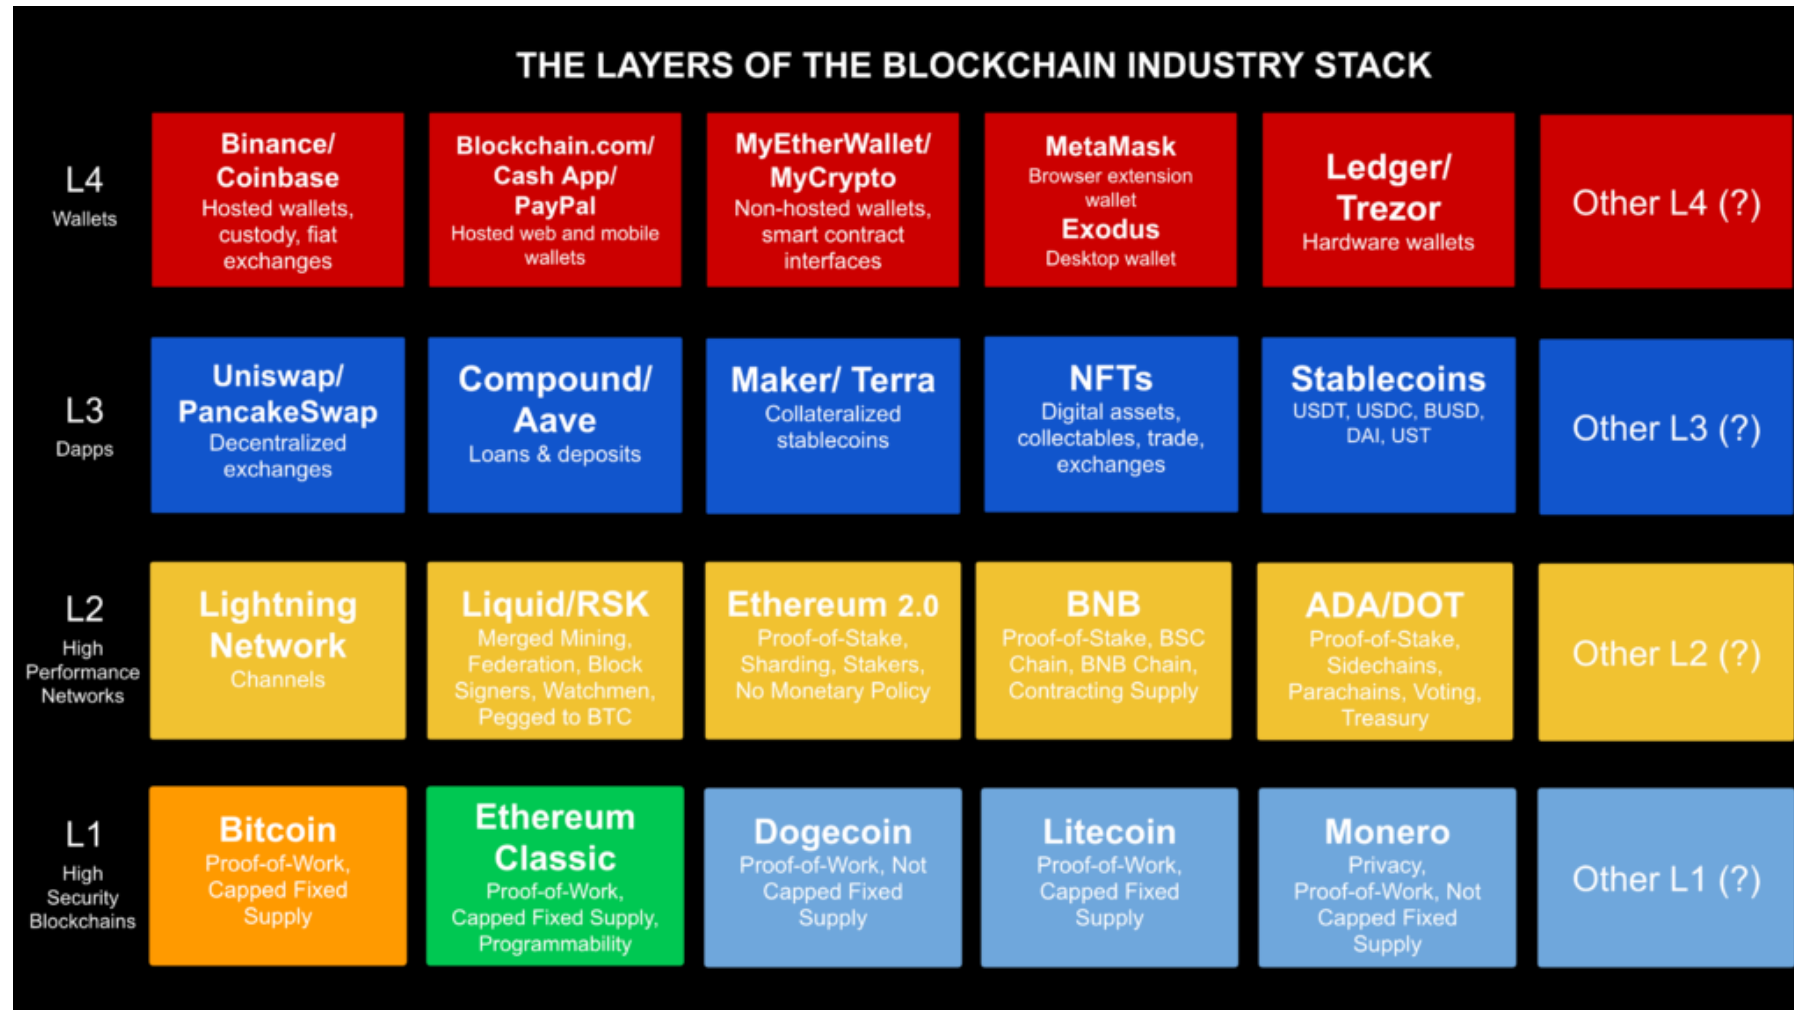 THE LAYERS OF THE BLOCKCHAIN INDUSTRY STACK
L4
Wallets
Binance/
Coinbase
Hosted wallets,
custody, fiat
exchanges
Blockchain.com/
Cash App/
PayPal
Hosted web and mobile
wallets
MyEtherWallet/
MyCrypto
Non-hosted wallets,
smart contract
interfaces
MetaMask
Browser extension
wallet
Exodus
Desktop wallet
Ledger/
Trezor
Hardware wallets
Other L4 (?)
L3
Dapps
Uniswap/
PancakeSwap
Decentralized
exchanges
Compound/
Aave
Loans & deposits
Maker/ Terra
Collateralized
stablecoins
NFTs
Digital assets,
collectables, trade,
exchanges
Stablecoins
USDT, USDC, BUSD,
DAI, UST
Other L3 (?)
L2
High
Performance
Networks
Lightning
Network
Channels
Liquid/RSK
Merged Mining,
Federation, Block
Signers, Watchmen,
Pegged to BTC
Ethereum 2.0
Proof-of-Stake,
Sharding, Stakers,
No Monetary Policy
BNB
Proof-of-Stake, BSC
Chain, BNB Chain,
Contracting Supply
ADA/DOT
Proof-of-Stake,
Sidechains,
Parachains, Voting,
Treasury
Other L2 (?)
L1
High
Security
Blockchains
Bitcoin
Proof-of-Work,
Capped Fixed
Supply
Ethereum
Classic
Proof-of-Work,
Capped Fixed Supply,
Programmability
Dogecoin
Proof-of-Work, Not
Capped Fixed
Supply
Litecoin
Proof-of-Work,
Capped Fixed
Supply
Monero
Privacy,
Proof-of-Work, Not
Capped Fixed
Supply
Other L1 (?)